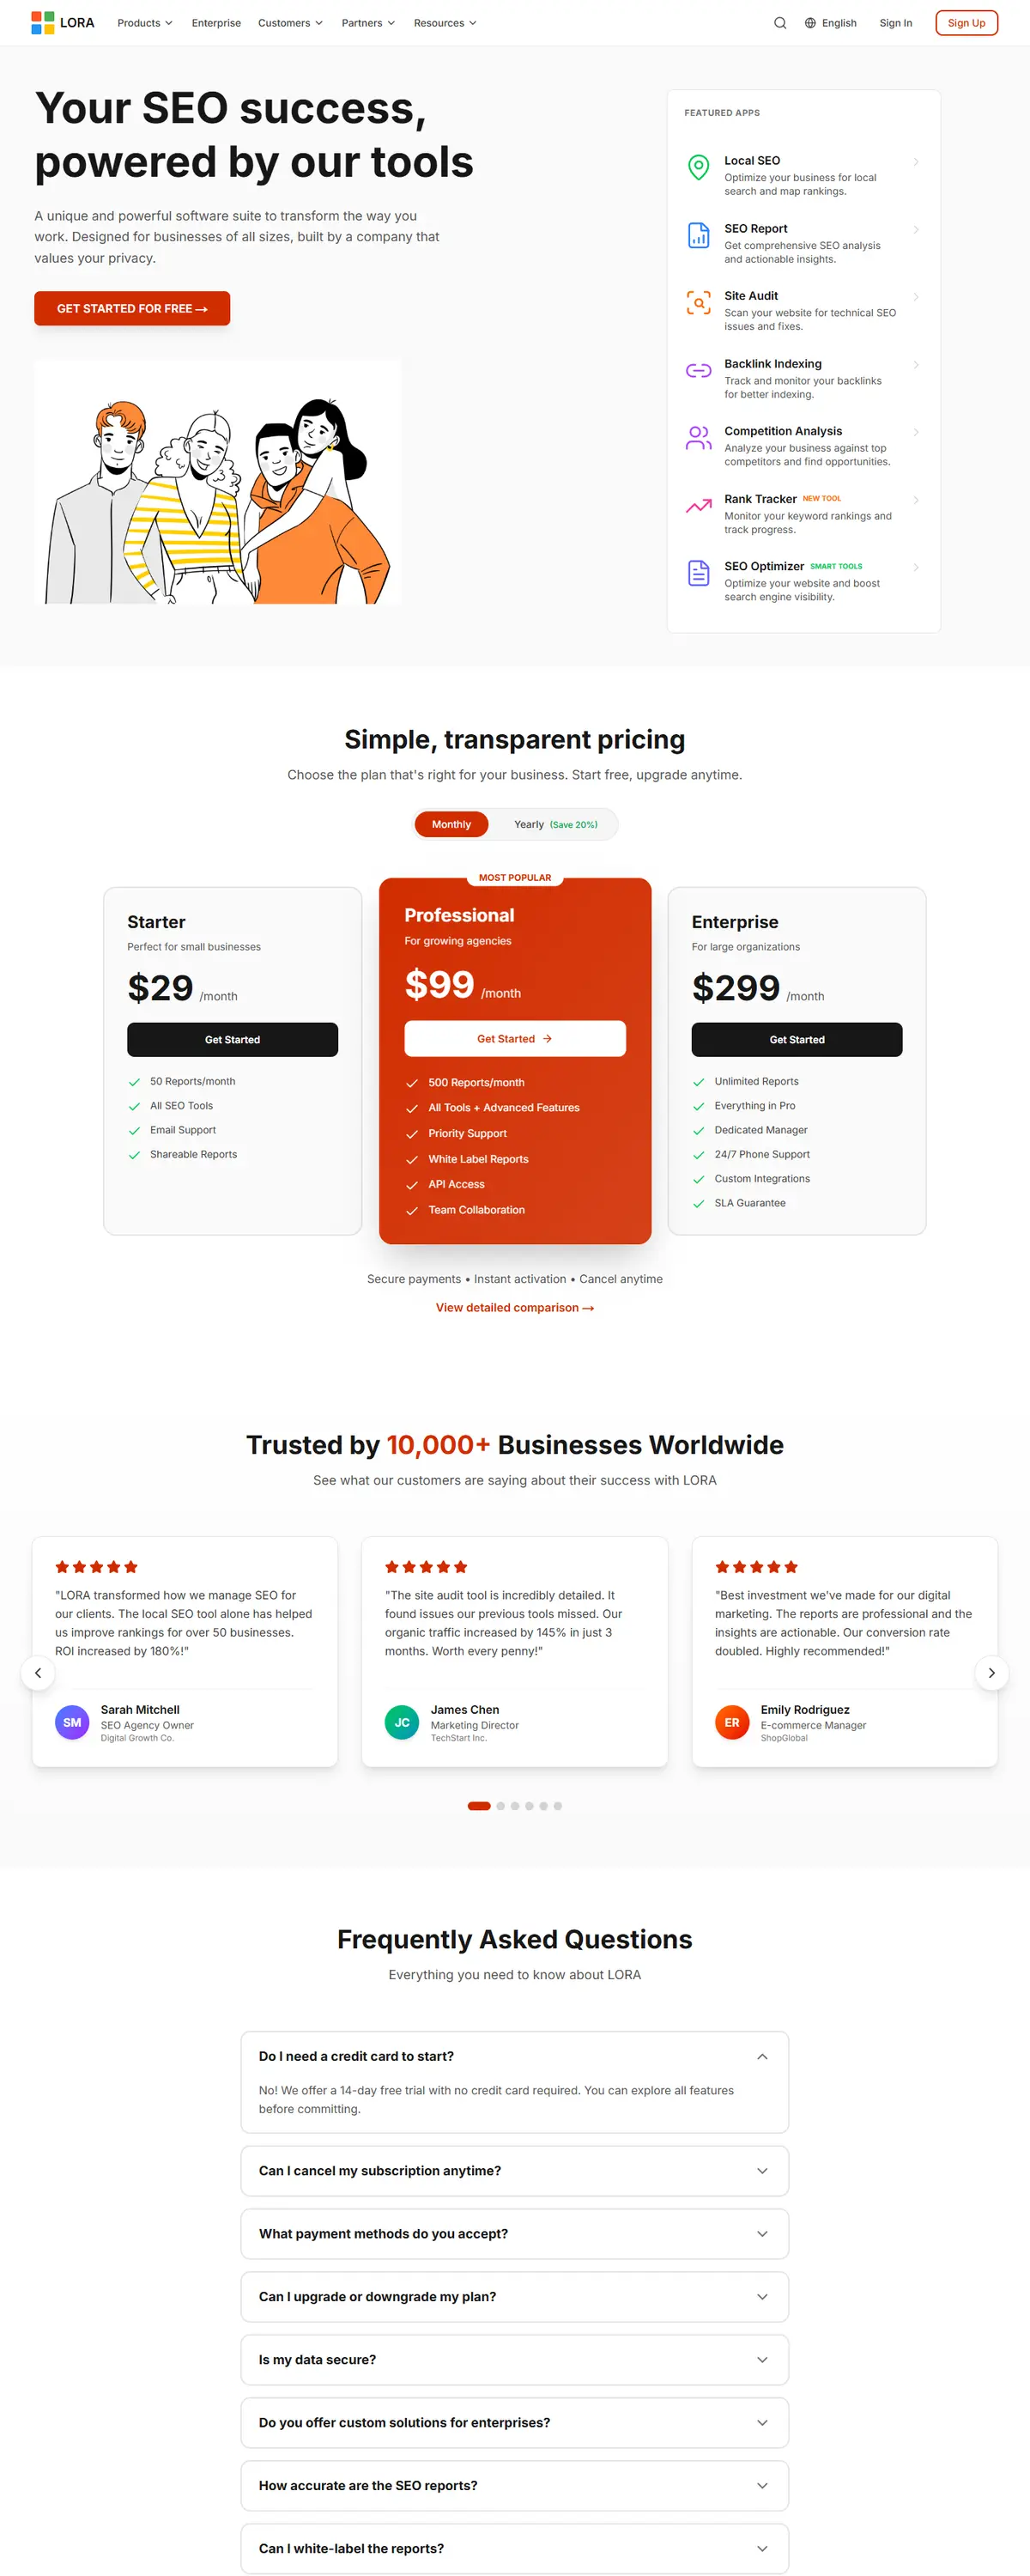 LORA
Products
Enterprise
Customers
Partners
Resources
English
Sign In
Sign Up
Your SEO success,
powered by our tools
A unique and powerful software suite to transform the way you
work. Designed for businesses of all sizes, built by a company that
values your privacy.
GET STARTED FOR FREE →
FEATURED APPS
Local SEO
Optimize your business for local
search and map rankings.
SEO Report
Get comprehensive SEO analysis
and actionable insights.
Site Audit
Scan your website for technical SEO
issues and fixes.
Backlink Indexing
Track and monitor your backlinks
for better indexing.
Competition Analysis
Analyze your business against top
competitors and find opportunities.
Rank Tracker NEW TOOL
Monitor your keyword rankings and
track progress.
SEO Optimizer SMART TOOLS
Optimize your website and boost
search engine visibility.
Simple, transparent pricing
Choose the plan that's right for your business. Start free, upgrade anytime.
Monthly
Yearly (Save 20%)
Starter
Perfect for small businesses
$29 /month
Get Started
50 Reports/month
All SEO Tools
Email Support
Shareable Reports
MOST POPULAR
Professional
For growing agencies
$99 /month
Get Started →
500 Reports/month
All Tools + Advanced Features
Priority Support
White Label Reports
API Access
Team Collaboration
Enterprise
For large organizations
$299 /month
Get Started
Unlimited Reports
Everything in Pro
Dedicated Manager
24/7 Phone Support
Custom Integrations
SLA Guarantee
Secure payments • Instant activation • Cancel anytime
View detailed comparison →
Trusted by 10,000+ Businesses Worldwide
See what our customers are saying about their success with LORA
"LORA transformed how we manage SEO for
our clients. The local SEO tool alone has helped
us improve rankings for over 50 businesses.
ROI increased by 180%!"
SM
Sarah Mitchell
SEO Agency Owner
Digital Growth Co.
"The site audit tool is incredibly detailed. It
found issues our previous tools missed. Our
organic traffic increased by 145% in just 3
months. Worth every penny!"
JC
James Chen
Marketing Director
TechStart Inc.
"Best investment we've made for our digital
marketing. The reports are professional and the
insights are actionable. Our conversion rate
doubled. Highly recommended!"
ER
Emily Rodriguez
E-commerce Manager
ShopGlobal
Frequently Asked Questions
Everything you need to know about LORA
Do I need a credit card to start?
No! We offer a 14-day free trial with no credit card required. You can explore all features
before committing.
Can I cancel my subscription anytime?
What payment methods do you accept?
Can I upgrade or downgrade my plan?
Is my data secure?
Do you offer custom solutions for enterprises?
How accurate are the SEO reports?
Can I white-label the reports?